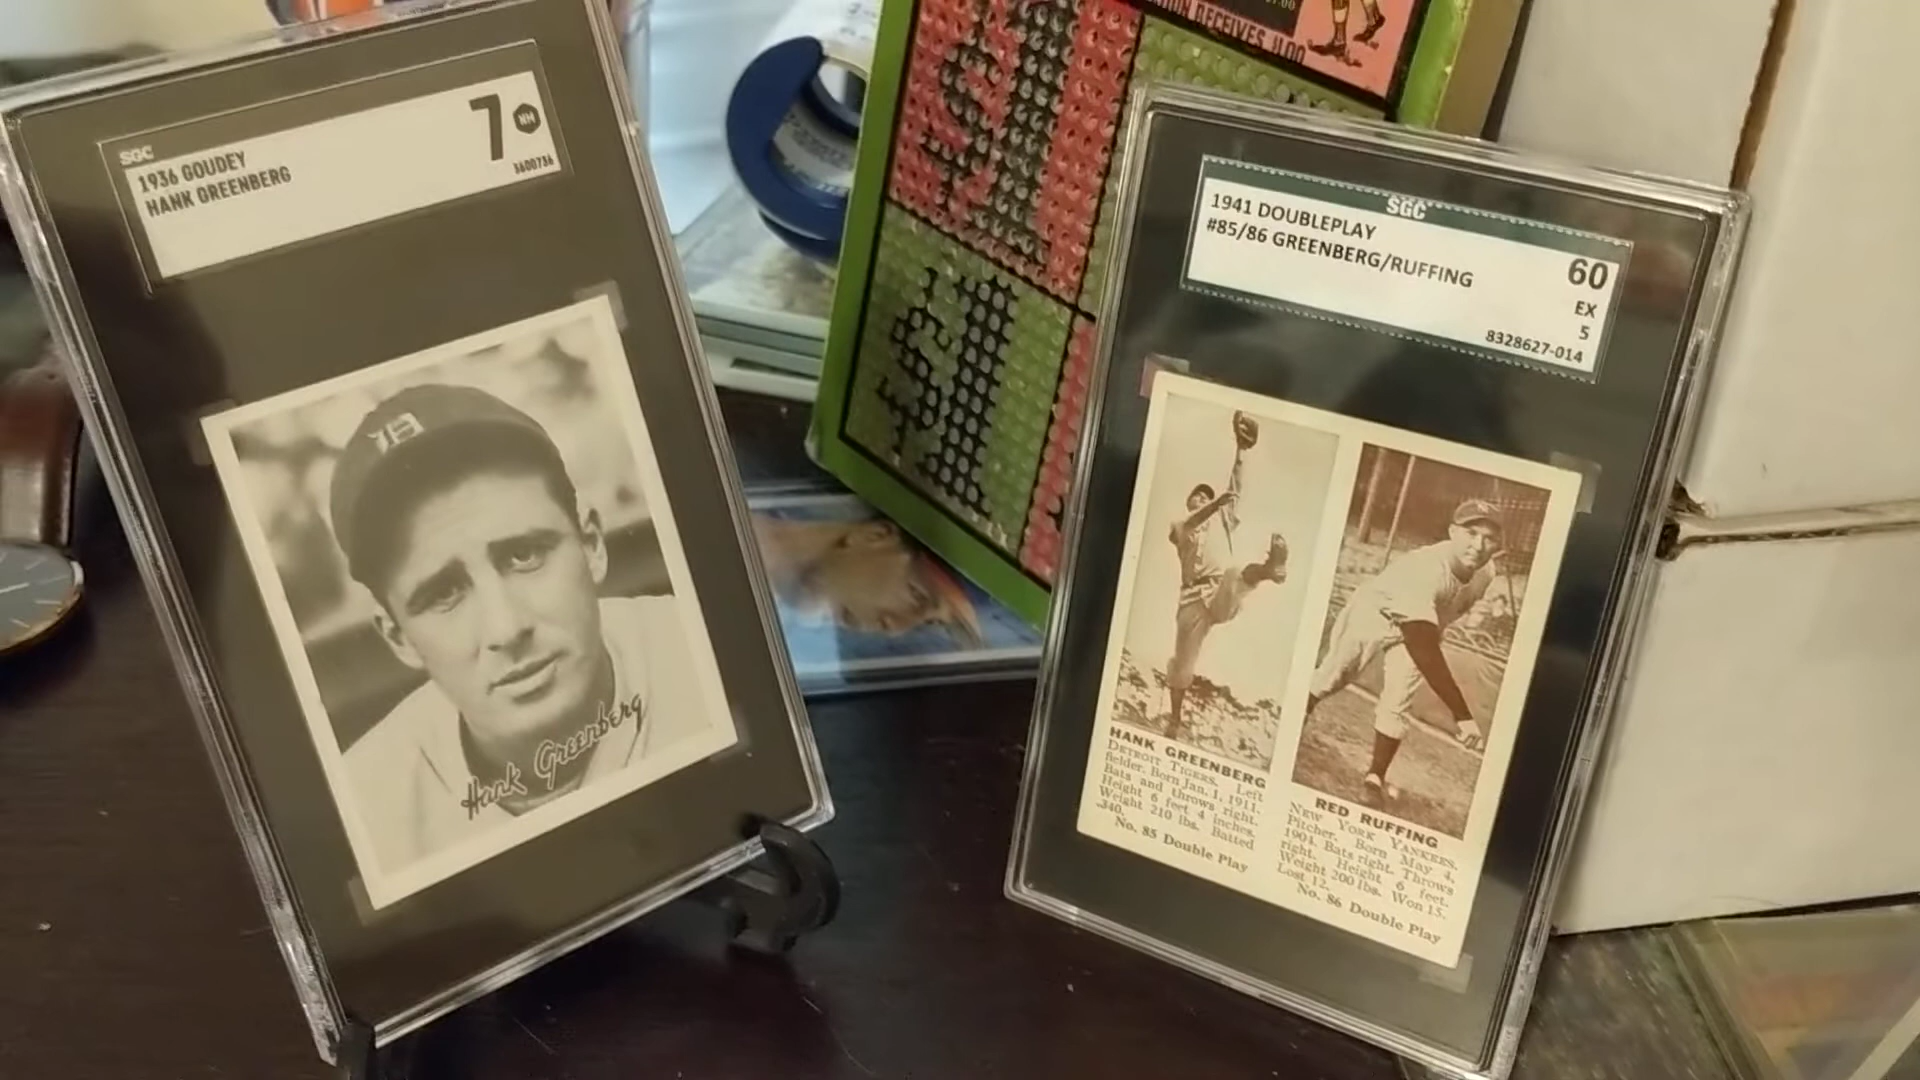 SGC
1936 GOUDEY
HANK GREENBERG
7
NM
3600736
Hank Greenberg
RECEIVES
SGC
1941 DOUBLEPLAY
#85/86 GREENBERG/RUFFING
60
EX
5
8328627-014
HANK GREENBERG
DETROIT TIGERS. Left
fielder. Born Jan. 1, 1911.
Bats and throws right.
Height 6 feet 4 inches.
Weight 210 lbs. Batted
.340.
No. 85 Double Play
RED RUFFING
NEW YORK YANKEES.
Pitcher. Born May 4,
1904. Bats right. Throws
right. Height 6 feet.
Weight 200 lbs. Won 15.
Lost 12.
No. 86 Double Play